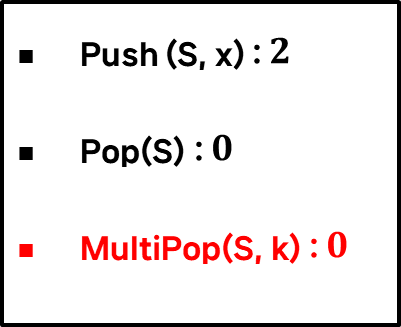 ▪ Push (S, x) : 2
▪ Pop(S) : 0
▪ MultiPop(S, k) : 0